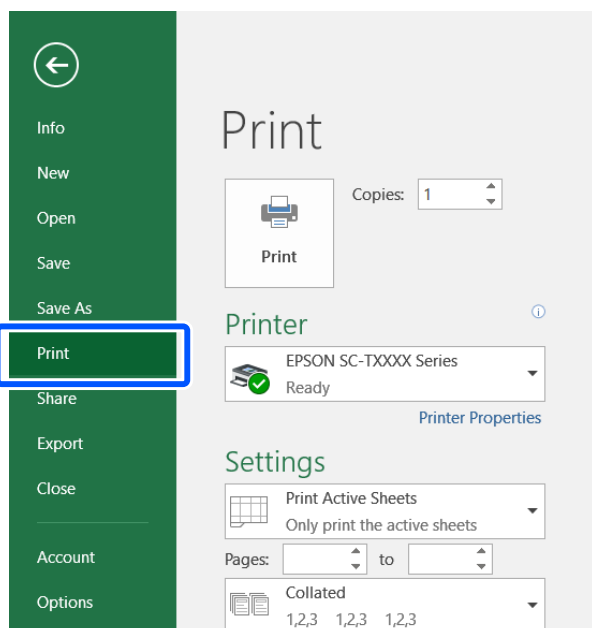 Info
New
Open
Save
Save As
Print
Share
Export
Close
Account
Options
Print
Copies: 1
Print
Printer
EPSON SC-TXXXX Series
Ready
Printer Properties
Settings
Print Active Sheets
Only print the active sheets
Pages: to
Collated
1,2,3 1,2,3 1,2,3